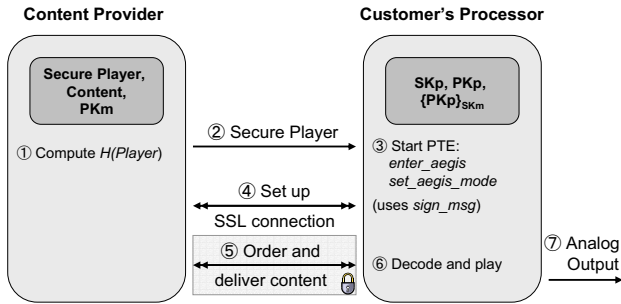 Content Provider
Customer's Processor
Secure Player,
Content,
PKm
① Compute H(Player)
② Secure Player
④ Set up
SSL connection
⑤ Order and
deliver content
SKp, PKp,
{PKp}SKm
③ Start PTE:
enter_aegis
set_aegis_mode
(uses sign_msg)
⑥ Decode and play
⑦ Analog
Output